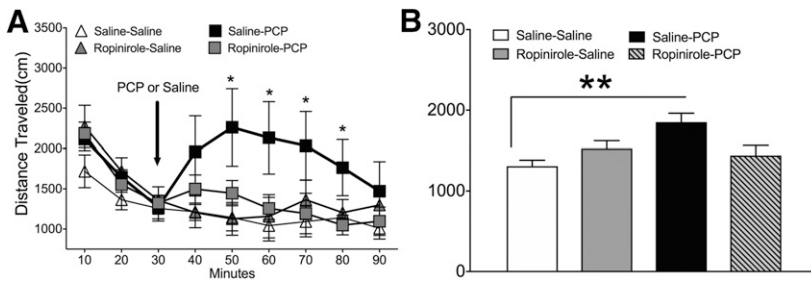 A
Saline-Saline
Saline-PCP
Ropinirole-Saline
Ropinirole-PCP
3500
3000
2500
2000
1500
1000
Distance Traveled(cm)
PCP or Saline
* * * *
10 20 30 40 50 60 70 80 90
Minutes
B
Saline-Saline
Saline-PCP
Ropinirole-Saline
Ropinirole-PCP
3000
2000
1000
0
**